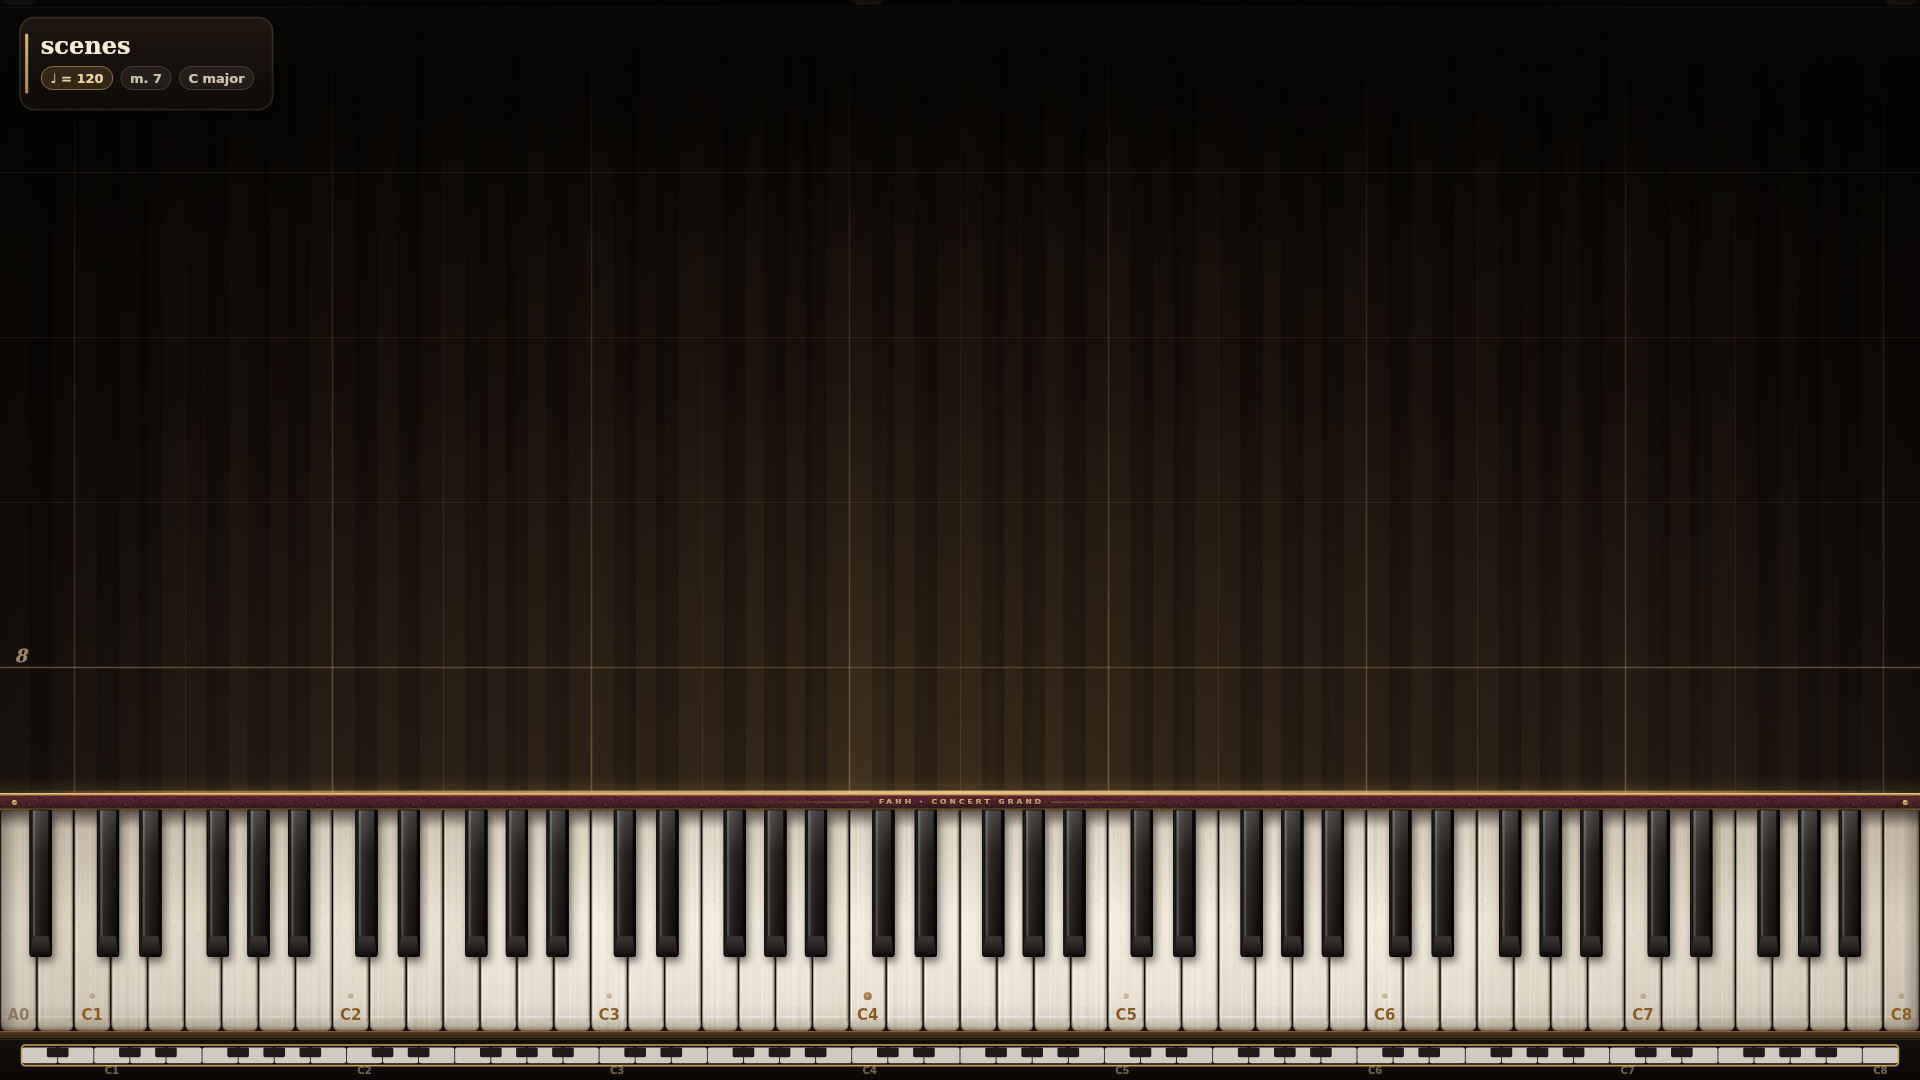 scenes
♩ = 120 m. 7 C major
8
FAHH · CONCERT GRAND
A0 C1 C2 C3 C4 C5 C6 C7 C8
C1 C2 C3 C4 C5 C6 C7 C8